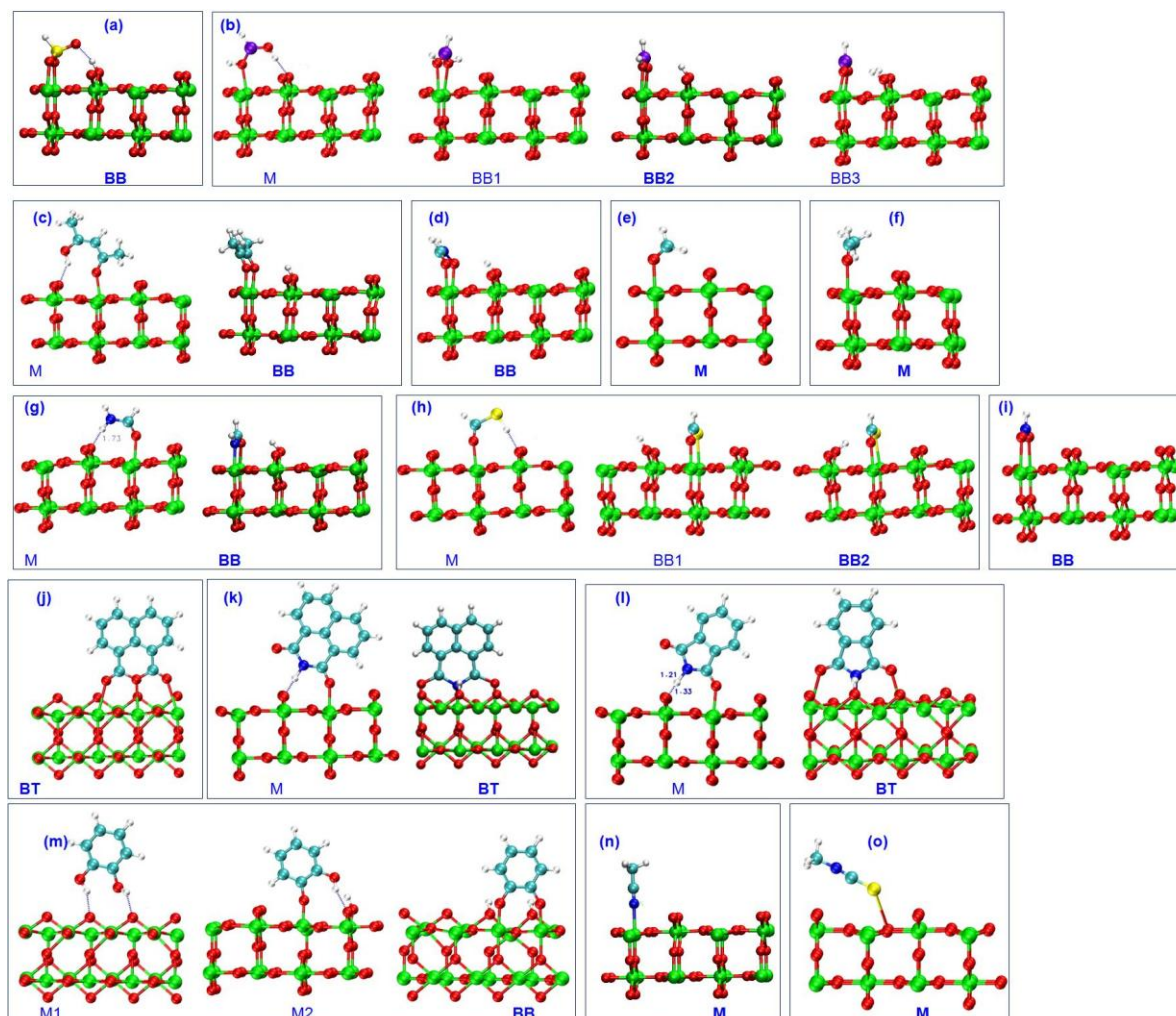 (a) (b)
BB M BB1 BB2 BB3
(c) (d) (e) (f)
M BB BB M M
(g) (h) (i)
1.73
M BB M BB1 BB2 BB
(j) (k) (l)
1.21
1.33
BT M BT M BT
(m) (n) (o)
M1 M2 BB M M